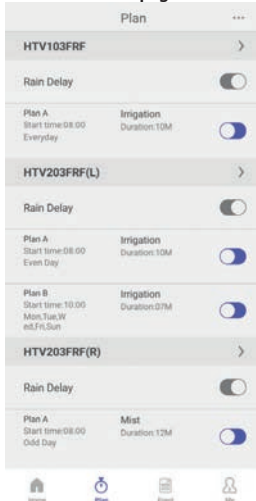 Plan
HTV103FRF
Rain Delay
Plan A
Start time:08:00
Everyday
Irrigation
Duration:10M
HTV203FRF(L)
Rain Delay
Plan A
Start time:08:00
Even Day
Irrigation
Duration:10M
Plan B
Start time:10:00
Mon,Tue,W
ed,Fri,Sun
Irrigation
Duration:07M
HTV203FRF(R)
Rain Delay
Plan A
Start time:08:00
Odd Day
Mist
Duration:12M
Home
Plan
Event
Me